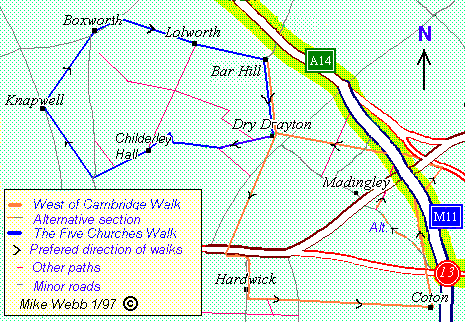 Boxworth
Lolworth
N
A14
Bar Hill
Knapwell
Dry Drayton
Childerley
Hall
Madingley
West of Cambridge Walk
Alternative section
The Five Churches Walk
Prefered direction of walks
Other paths
Minor roads
Mike Webb 1/97 ©
M11
Alt.
Hardwick
13
Coton